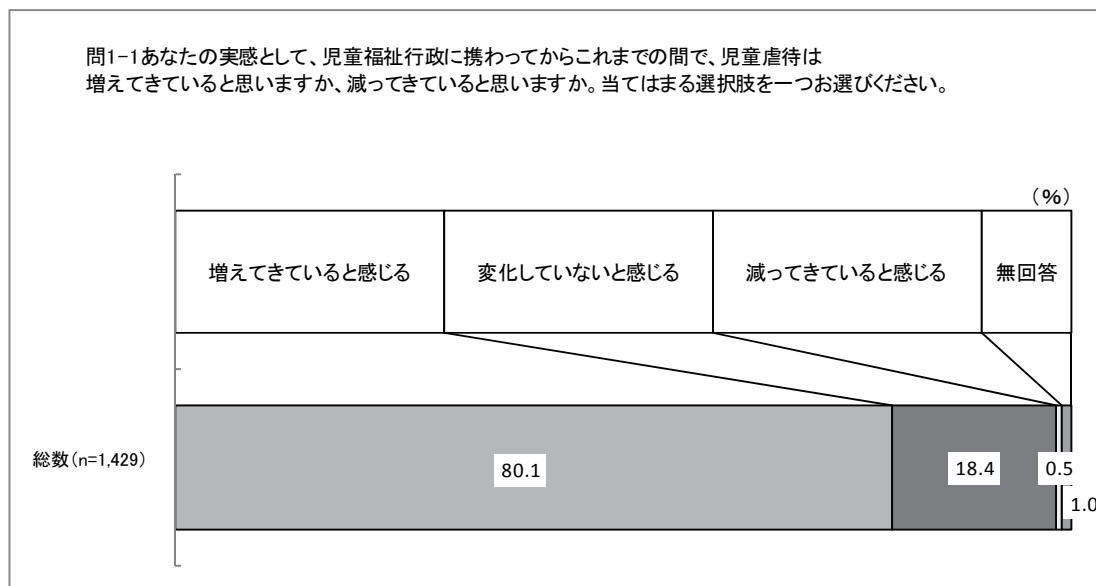 問1-1あなたの実感として、児童福祉行政に携わってからこれまでの間で、児童虐待は
増えてきていると思いますか、減ってきていると思いますか。当てはまる選択肢を一つお選びください。
(%)
増えてきていると感じる
変化していないと感じる
減ってきていると感じる
無回答
総数(n=1,429)
80.1
18.4
0.5
1.0